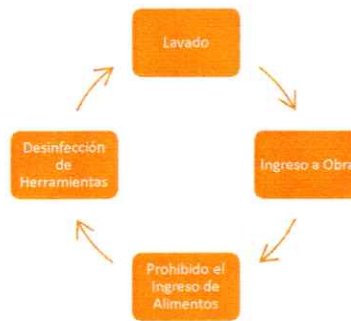 Lavado
Ingreso a Obra
Prohibido el
Ingreso de
Alimentos
Desinfección
de
Herramientas